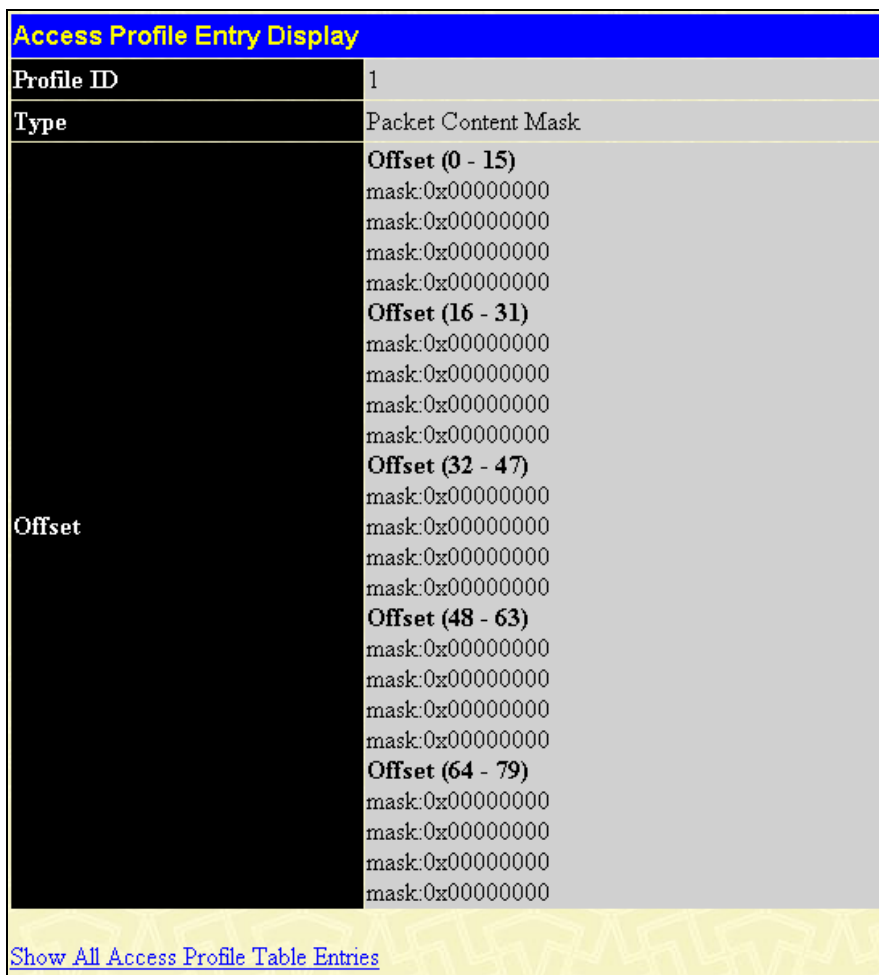 Access Profile Entry Display
Profile ID 1
Type Packet Content Mask
Offset
Offset (0 - 15)
mask:0x00000000
mask:0x00000000
mask:0x00000000
mask:0x00000000
Offset (16 - 31)
mask:0x00000000
mask:0x00000000
mask:0x00000000
mask:0x00000000
Offset (32 - 47)
mask:0x00000000
mask:0x00000000
mask:0x00000000
mask:0x00000000
Offset (48 - 63)
mask:0x00000000
mask:0x00000000
mask:0x00000000
mask:0x00000000
Offset (64 - 79)
mask:0x00000000
mask:0x00000000
mask:0x00000000
mask:0x00000000
Show All Access Profile Table Entries